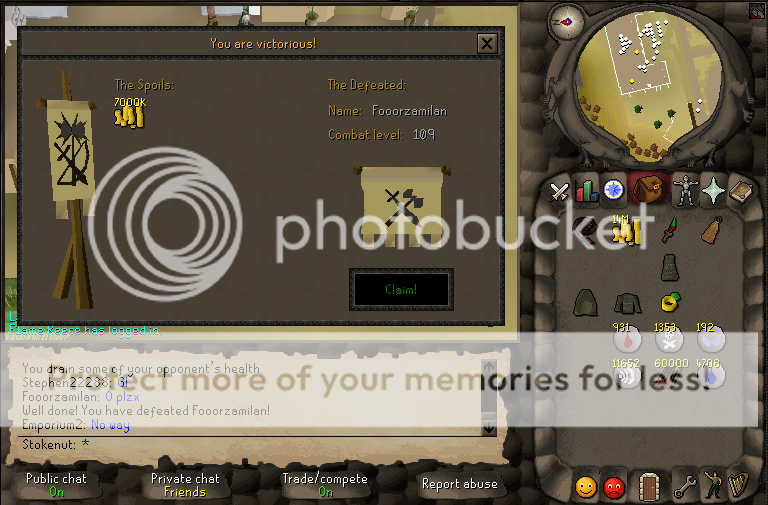 You are victorious!
The Spoils:
7000K
The Defeated:
Name: Fooorzamilan
Combat level: 109
Claim!
photobucket
14M
931 1353 192
11652 60000 4708
has logged in.
You drain some of your opponent's health.
Stephen22238: Gf
Fooorzamilan: 0 plzx
Protect more of your memories for less!
Well done! You have defeated Fooorzamilan!
Emporium2: No way
Stokenut: *
Public chat
On
Private chat
Friends
Trade/compete
On
Report abuse